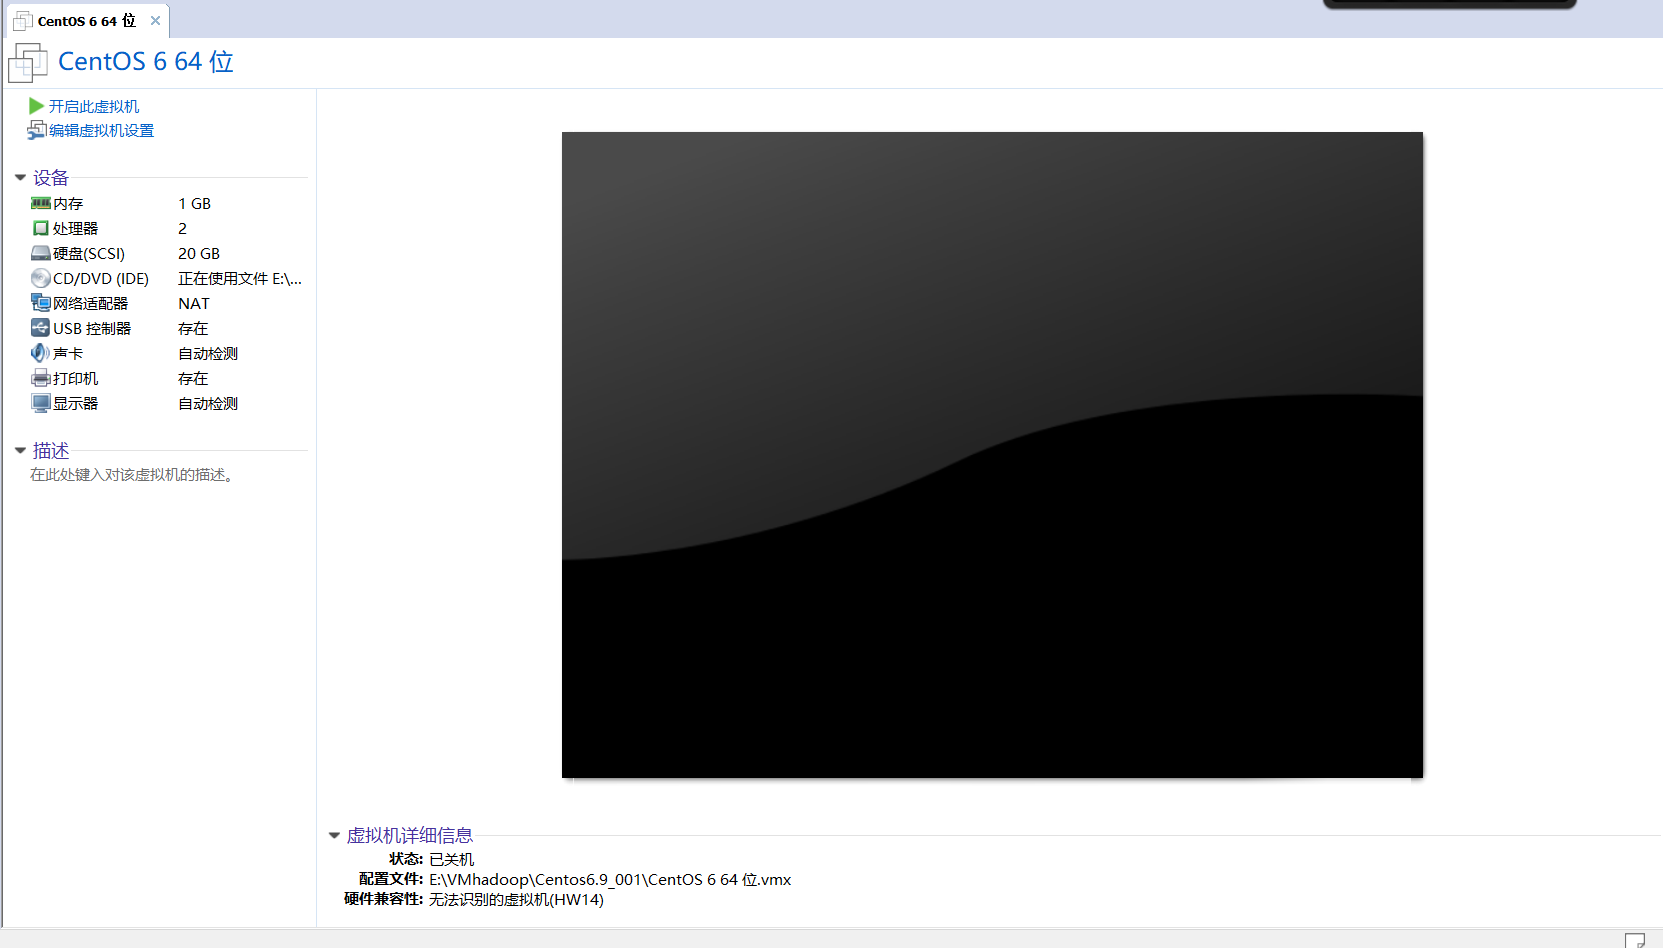 CentOS 6 64 位
CentOS 6 64 位
开启此虚拟机
编辑虚拟机设置
设备
内存 1 GB
处理器 2
硬盘(SCSI) 20 GB
CD/DVD (IDE) 正在使用文件 E:\...
网络适配器 NAT
USB 控制器 存在
声卡 自动检测
打印机 存在
显示器 自动检测
描述
在此处键入对该虚拟机的描述。
虚拟机详细信息
状态: 已关机
配置文件: E:\VMhadoop\Centos6.9_001\CentOS 6 64 位.vmx
硬件兼容性: 无法识别的虚拟机(HW14)